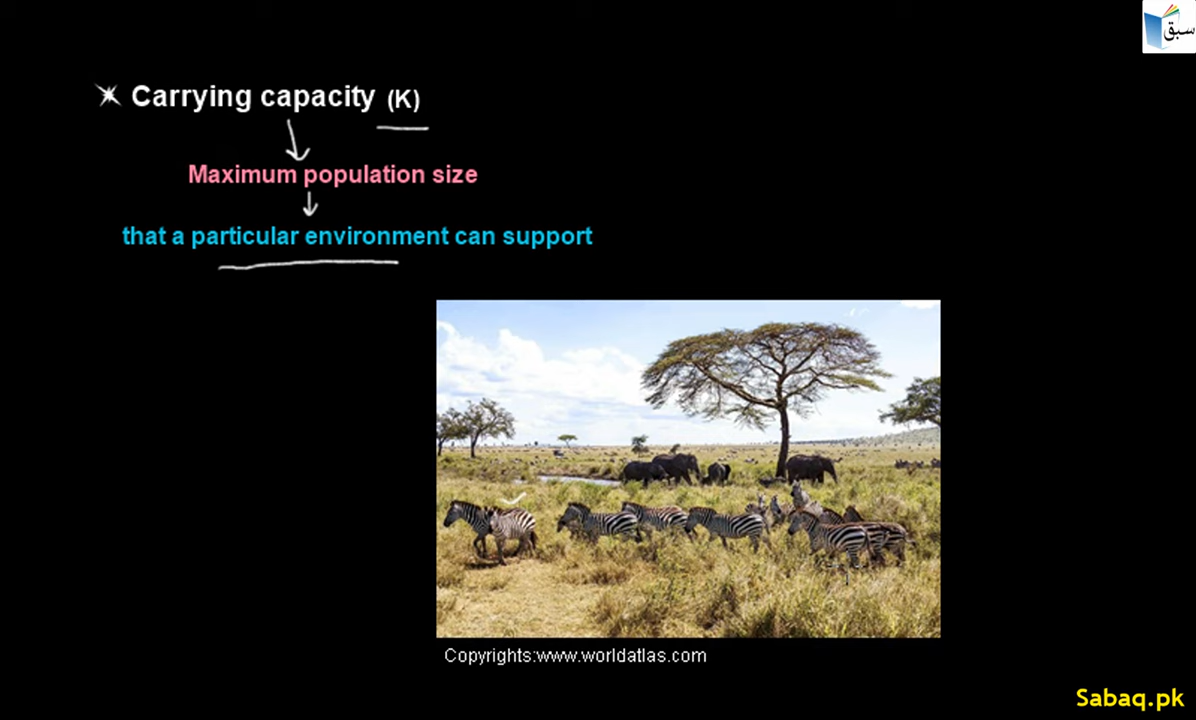 سبق
Carrying capacity (K)
Maximum population size
that a particular environment can support
Copyrights:www.worldatlas.com
Sabaq.pk